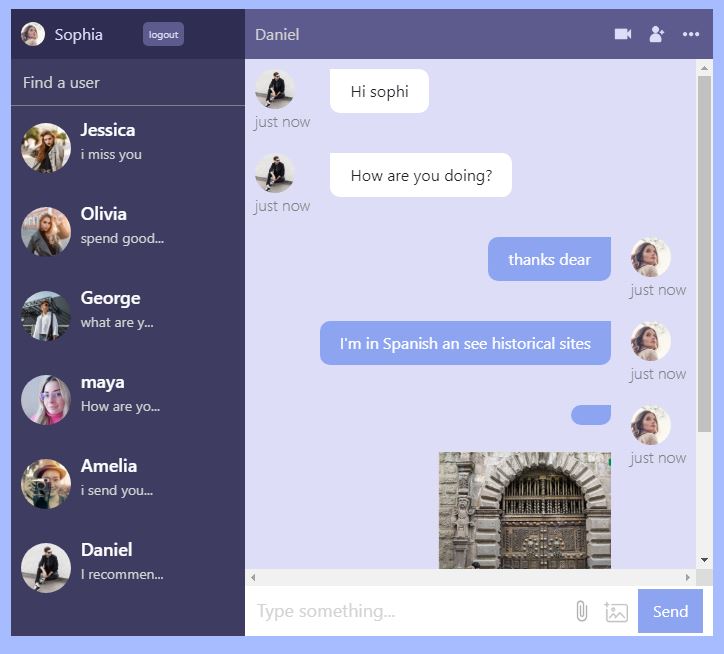 Sophia
logout
Find a user
Jessica
i miss you
Olivia
spend good...
George
what are y...
maya
How are yo...
Amelia
i send you...
Daniel
I recommen...
Daniel
Hi sophi
just now
How are you doing?
just now
thanks dear
just now
I'm in Spanish an see historical sites
just now
just now
Type something...
Send